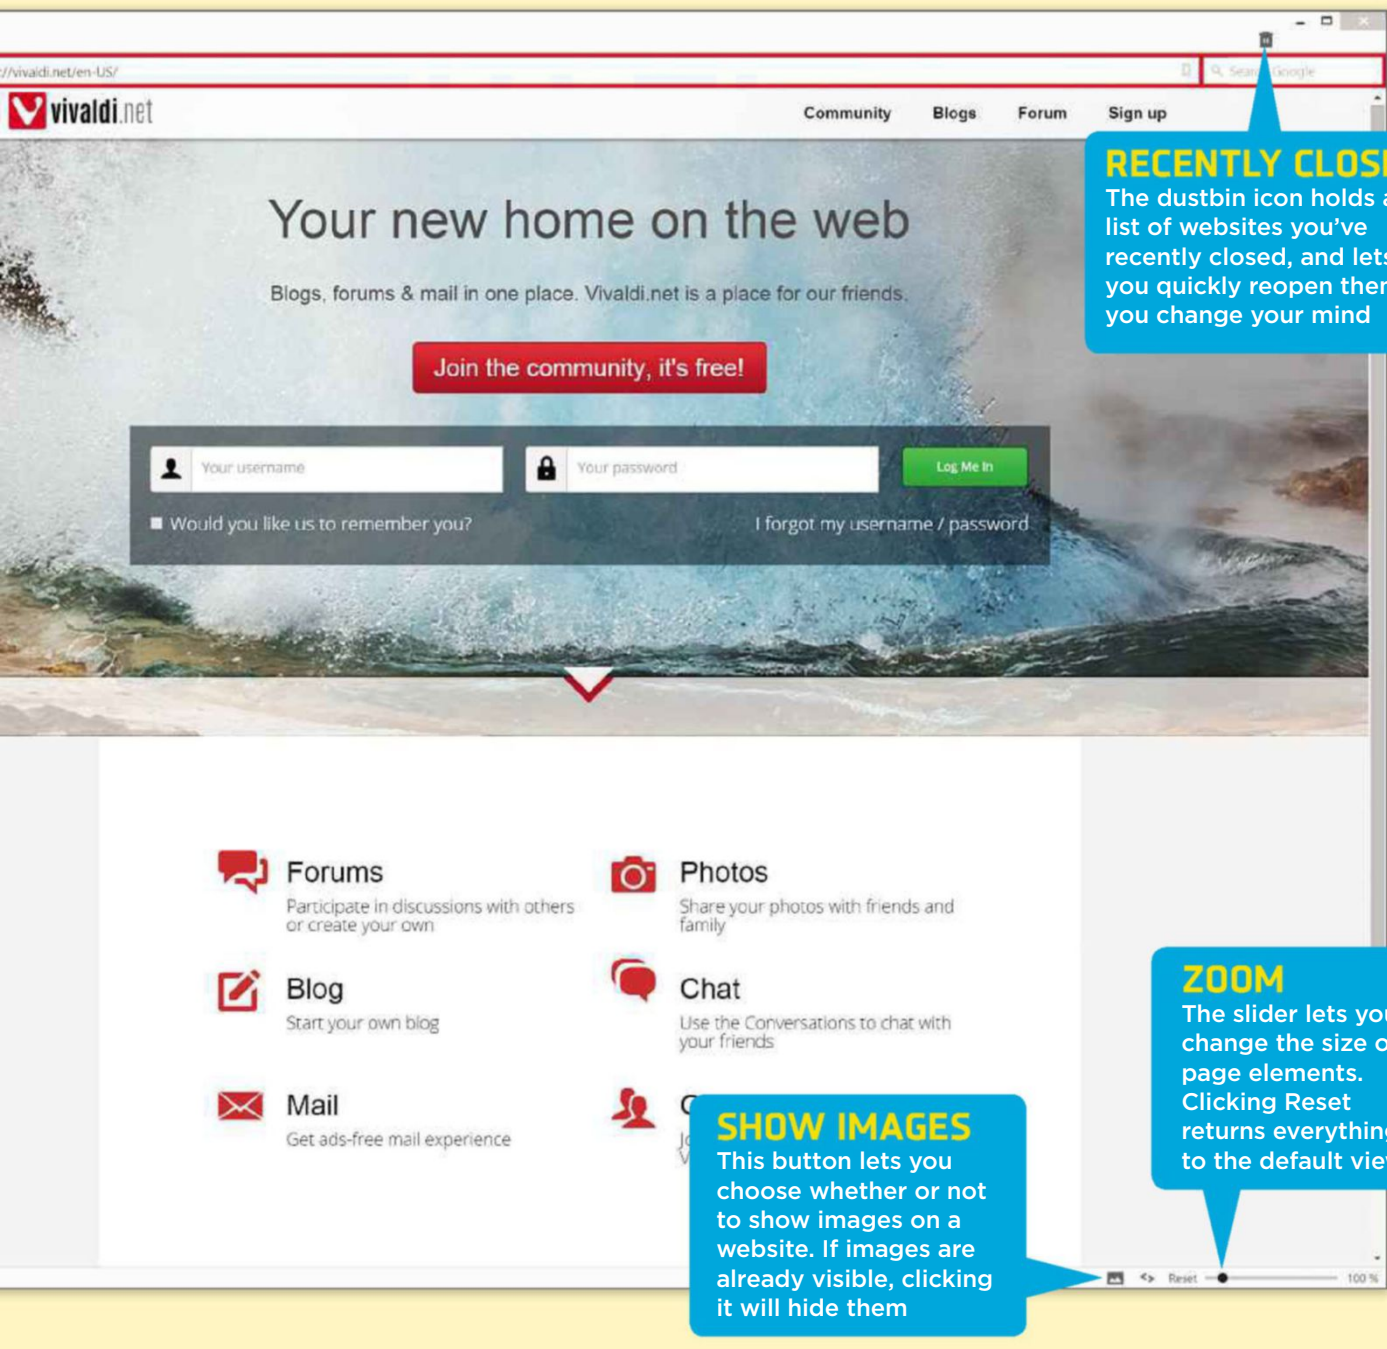 ://vivaldi.net/en-US/
Search Google
vivaldi.net
Community Blogs Forum Sign up
RECENTLY CLOS
The dustbin icon holds a
list of websites you've
recently closed, and lets
you quickly reopen them
you change your mind
Your new home on the web
Blogs, forums & mail in one place. Vivaldi.net is a place for our friends.
Join the community, it's free!
Your username
Your password
Log Me In
Would you like us to remember you?
I forgot my username / password
Forums
Participate in discussions with others
or create your own
Photos
Share your photos with friends and
family
Blog
Start your own blog
Chat
Use the Conversations to chat with
your friends
Mail
Get ads-free mail experience
ZOOM
The slider lets you
change the size o
page elements.
Clicking Reset
returns everything
to the default view
SHOW IMAGES
This button lets you
choose whether or not
to show images on a
website. If images are
already visible, clicking
it will hide them
Reset
100 %